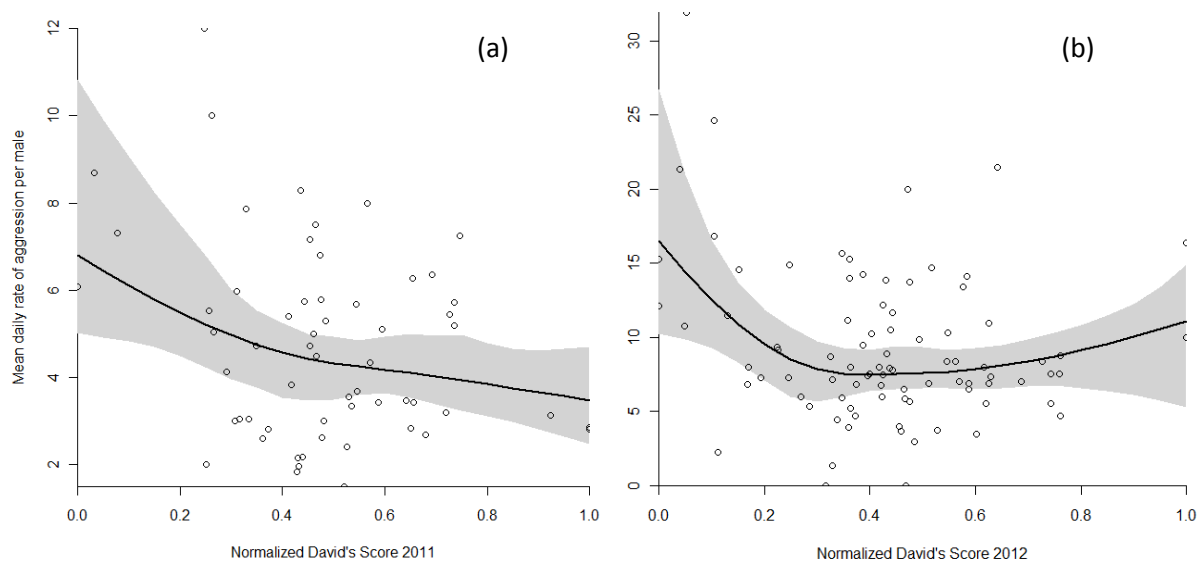 (a)
12
10
8
6
4
2
Mean daily rate of aggression per male
0.0 0.2 0.4 0.6 0.8 1.0
Normalized David's Score 2011
(b)
30
25
20
15
10
5
0
0.0 0.2 0.4 0.6 0.8 1.0
Normalized David's Score 2012